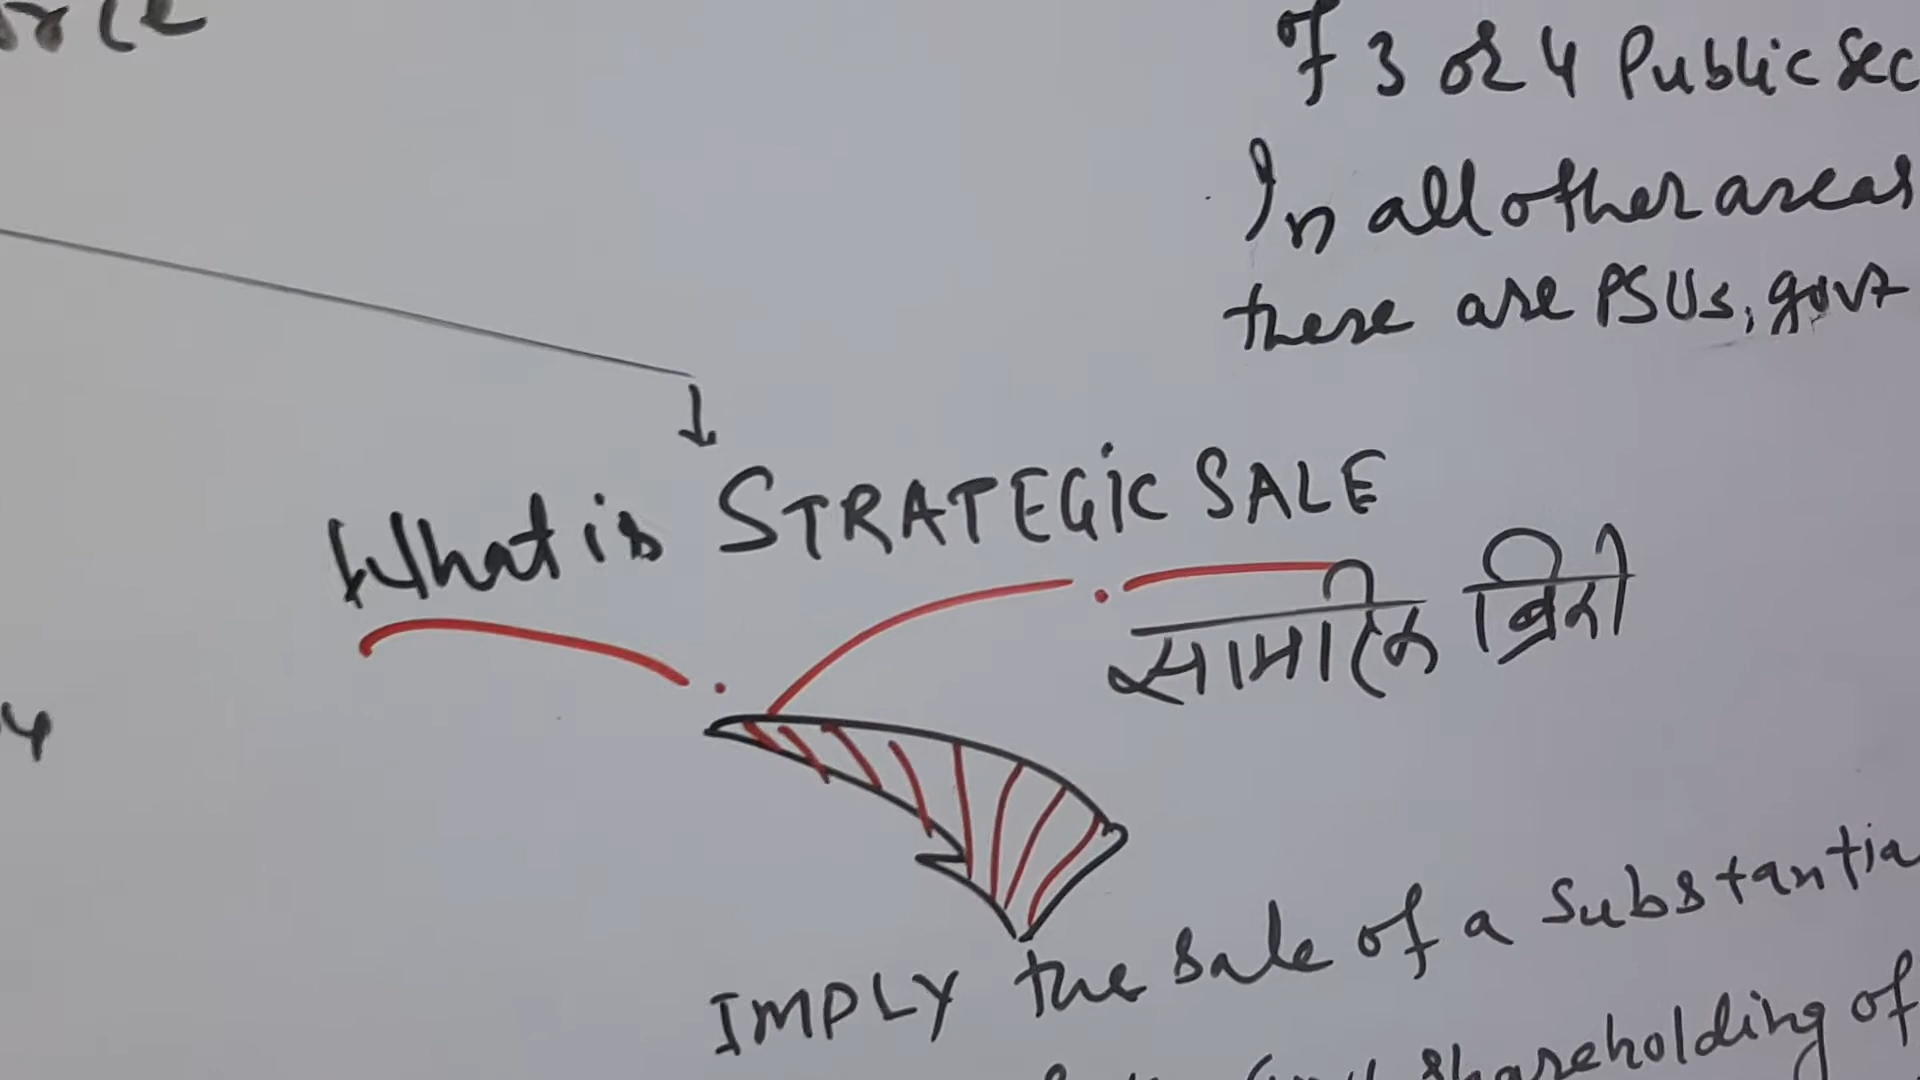 of 3 or 4 Public Sec
In all other areas
there are PSUs, govt
What is STRATEGIC SALE
सामरिक बिक्री
4
IMPLY the sale of a substantia
shareholding of